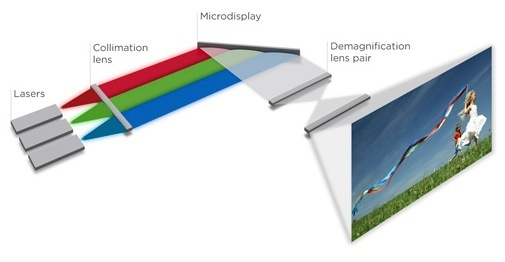 Microdisplay
Collimation
lens
Demagnification
lens pair
Lasers